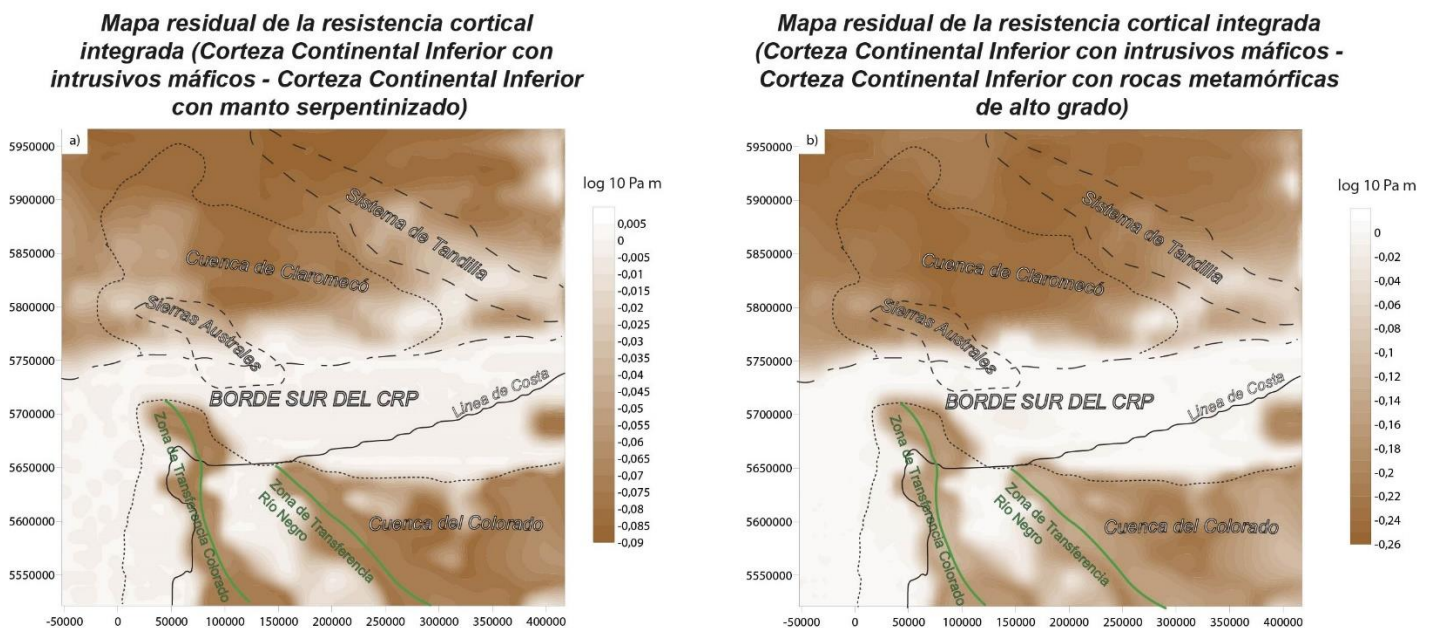 Mapa residual de la resistencia cortical
integrada (Corteza Continental Inferior con
intrusivos máficos - Corteza Continental Inferior
con manto serpentinizado)
a)
5950000
5900000
5850000
5800000
5750000
5700000
5650000
5600000
5550000
-50000
0
50000
100000
150000
200000
250000
300000
350000
400000
Sistema de Tandilia
Cuenca de Claromecó
Sierras Australes
BORDE SUR DEL CRP
Línea de Costa
Zona de Transferencia Colorado
Zona de Transferencia
Río Negro
Cuenca del Colorado
log 10 Pa m
0,005
0
-0,005
-0,01
-0,015
-0,02
-0,025
-0,03
-0,035
-0,04
-0,045
-0,05
-0,055
-0,06
-0,065
-0,07
-0,075
-0,08
-0,085
-0,09
Mapa residual de la resistencia cortical integrada
(Corteza Continental Inferior con intrusivos máficos -
Corteza Continental Inferior con rocas metamórficas
de alto grado)
b)
5950000
5900000
5850000
5800000
5750000
5700000
5650000
5600000
5550000
-50000
0
50000
100000
150000
200000
250000
300000
350000
400000
Sistema de Tandilia
Cuenca de Claromecó
Sierras Australes
BORDE SUR DEL CRP
Línea de Costa
Zona de Transferencia Colorado
Zona de Transferencia
Río Negro
Cuenca del Colorado
log 10 Pa m
0
-0,02
-0,04
-0,06
-0,08
-0,1
-0,12
-0,14
-0,16
-0,18
-0,2
-0,22
-0,24
-0,26